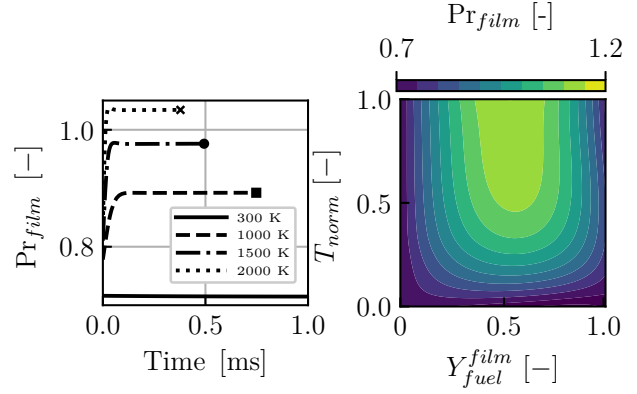 Pr_film [-]
0.7 1.2
1.0
0.8
Pr_film [−]
300 K
1000 K
1500 K
2000 K
0.0 0.5 1.0
Time [ms]
1.0
0.5
0.0
T_norm [−]
0 0.5 1.0
Y_fuel^film [−]